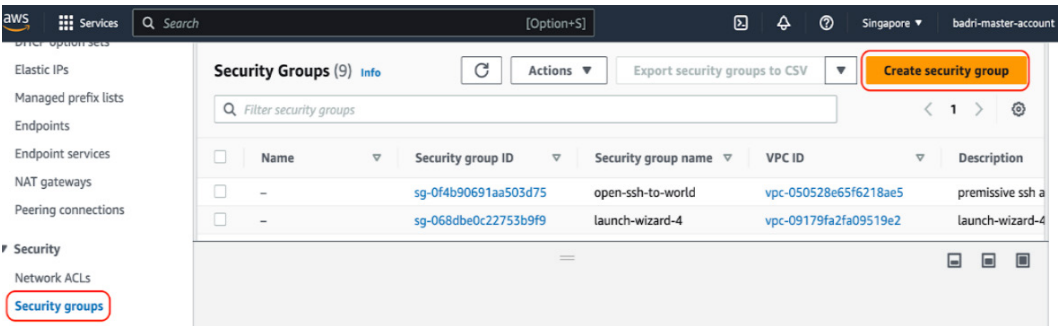 aws Services Search [Option+S] Singapore ▼ badri-master-account
DHCP option sets
Elastic IPs
Managed prefix lists
Endpoints
Endpoint services
NAT gateways
Peering connections
▼ Security
Network ACLs
Security groups
Security Groups (9) Info Actions ▼ Export security groups to CSV ▼ Create security group
Filter security groups
< 1 >
Name Security group ID Security group name VPC ID Description
– sg-0f4b90691aa503d75 open-ssh-to-world vpc-050528e65f6218ae5 premissive ssh a
– sg-068dbe0c22753b9f9 launch-wizard-4 vpc-09179fa2fa09519e2 launch-wizard-4